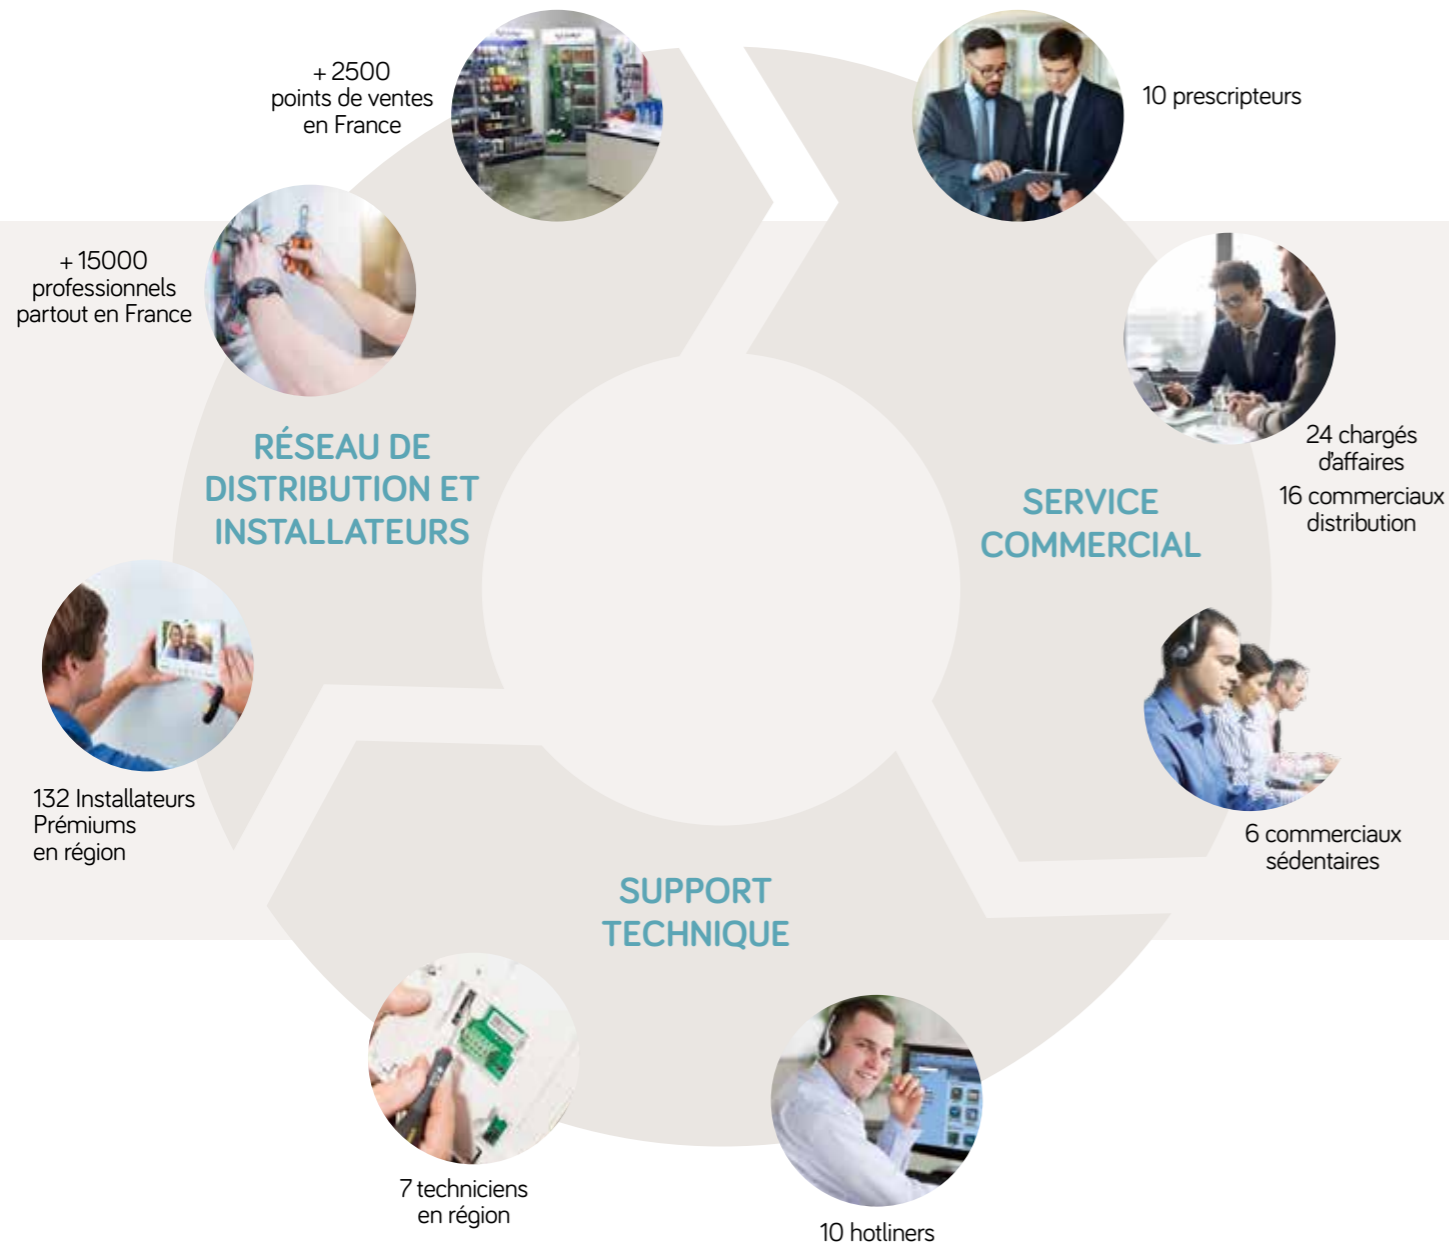 + 2500
points de ventes
en France
10 prescripteurs
+ 15000
professionnels
partout en France
24 chargés
d'affaires
16 commerciaux
distribution
RÉSEAU DE
DISTRIBUTION ET
INSTALLATEURS
SERVICE
COMMERCIAL
132 Installateurs
Prémiums
en région
6 commerciaux
sédentaires
SUPPORT
TECHNIQUE
7 techniciens
en région
10 hotliners